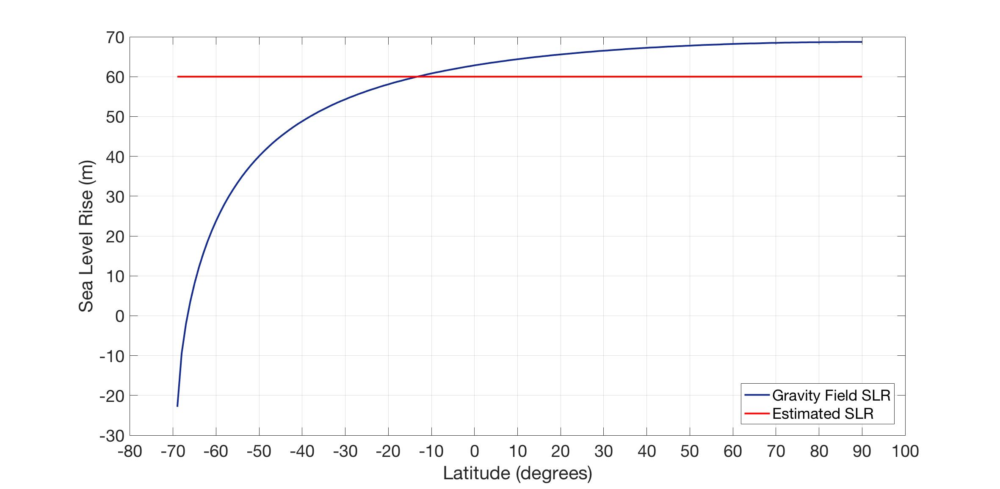 70
60
50
40
30
20
10
0
-10
-20
-30
Sea Level Rise (m)
Gravity Field SLR
Estimated SLR
-80 -70 -60 -50 -40 -30 -20 -10 0 10 20 30 40 50 60 70 80 90 100
Latitude (degrees)